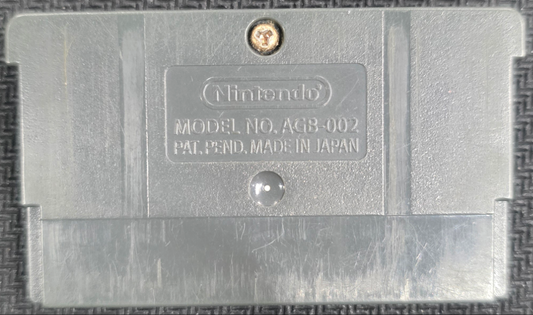 Nintendo
MODEL NO. AGB-002
PAT. PEND. MADE IN JAPAN